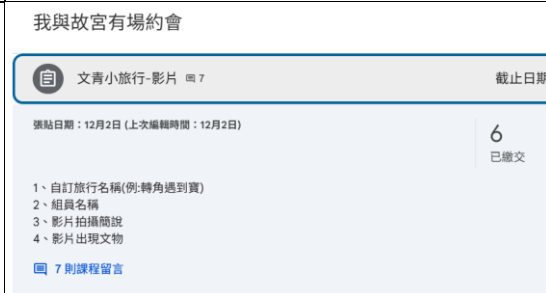 我與故宮有場約會
文青小旅行-影片 7
截止日期
張貼日期：12月2日 (上次編輯時間：12月2日)
6
已繳交
1、自訂旅行名稱(例:轉角遇到寶)
2、組員名稱
3、影片拍攝簡說
4、影片出現文物
7 則課程留言